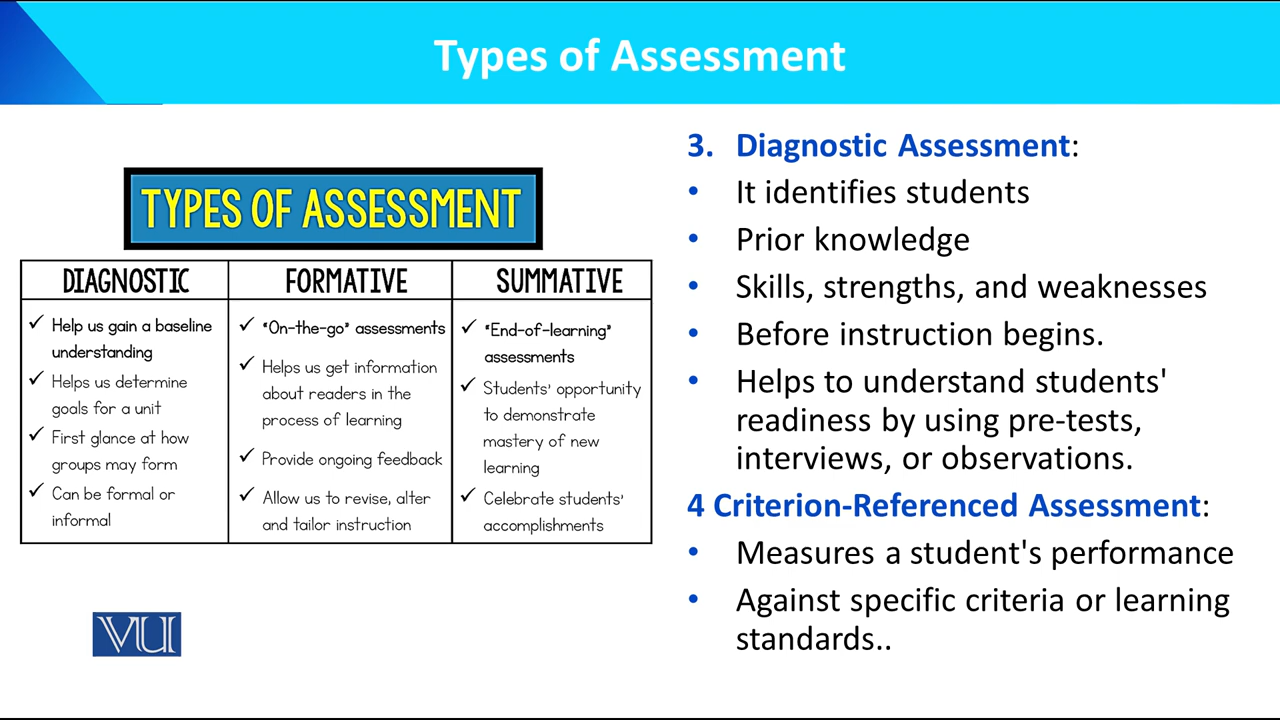 Types of Assessment
TYPES OF ASSESSMENT
DIAGNOSTIC
✓ Help us gain a baseline
understanding
✓ Helps us determine
goals for a unit
✓ First glance at how
groups may form
✓ Can be formal or
informal
FORMATIVE
✓ "On-the-go" assessments
✓ Helps us get information
about readers in the
process of learning
✓ Provide ongoing feedback
✓ Allow us to revise, alter
and tailor instruction
SUMMATIVE
✓ "End-of-learning"
assessments
✓ Students' opportunity
to demonstrate
mastery of new
learning
✓ Celebrate students'
accomplishments
VU
3. Diagnostic Assessment:
• It identifies students
• Prior knowledge
• Skills, strengths, and weaknesses
• Before instruction begins.
• Helps to understand students'
readiness by using pre-tests,
interviews, or observations.
4 Criterion-Referenced Assessment:
• Measures a student's performance
• Against specific criteria or learning
standards..